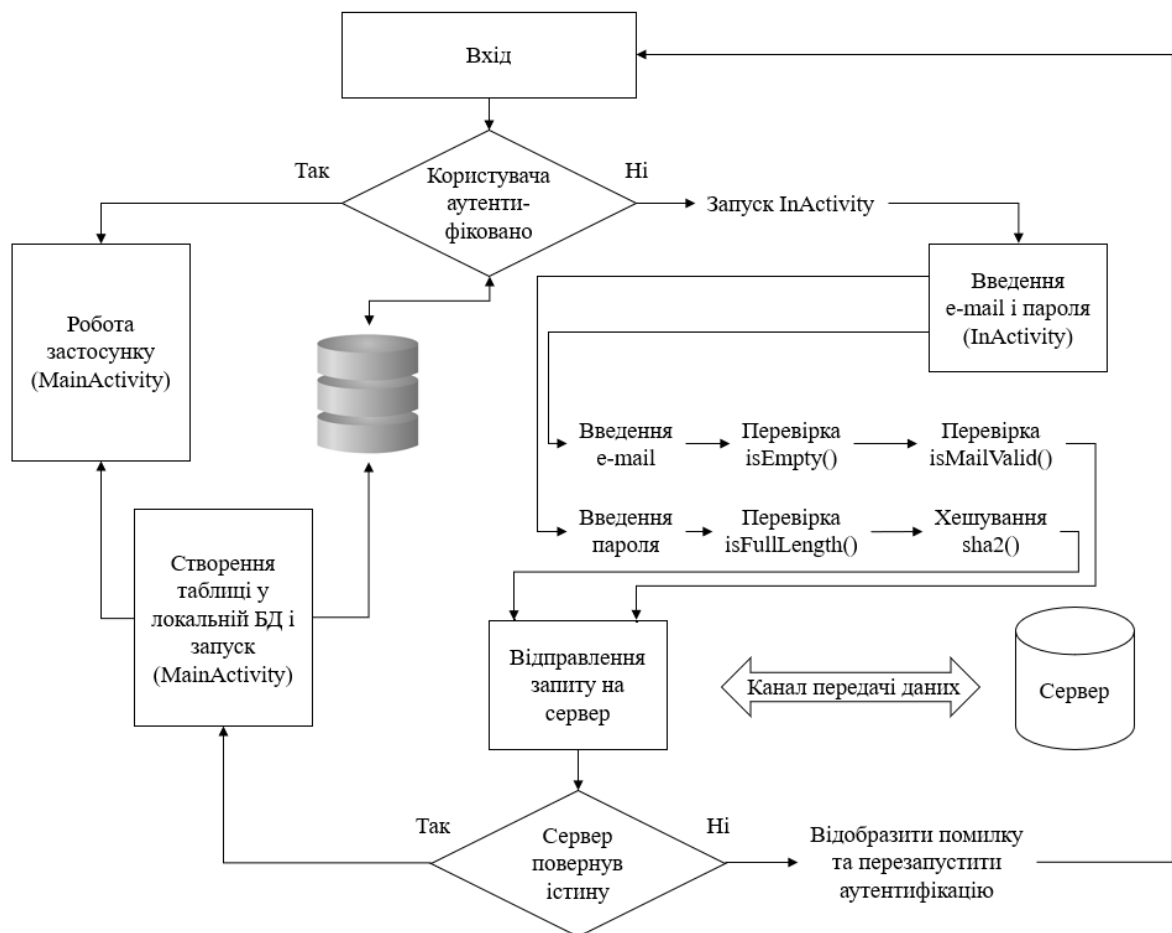 Вхід
Так
Ні
Користувача
аутенти-
фіковано
Запуск InActivity
Введення
e-mail і пароля
(InActivity)
Робота
застосунку
(MainActivity)
Введення
e-mail
Перевірка
isEmpty()
Перевірка
isMailValid()
Введення
пароля
Перевірка
isFullLength()
Хешування
sha2()
Створення
таблиці у
локальній БД і
запуск
(MainActivity)
Відправлення
запиту на
сервер
Канал передачі даних
Сервер
Так
Ні
Сервер
повернув
істину
Відобразити помилку
та перезапустити
аутентифікацію